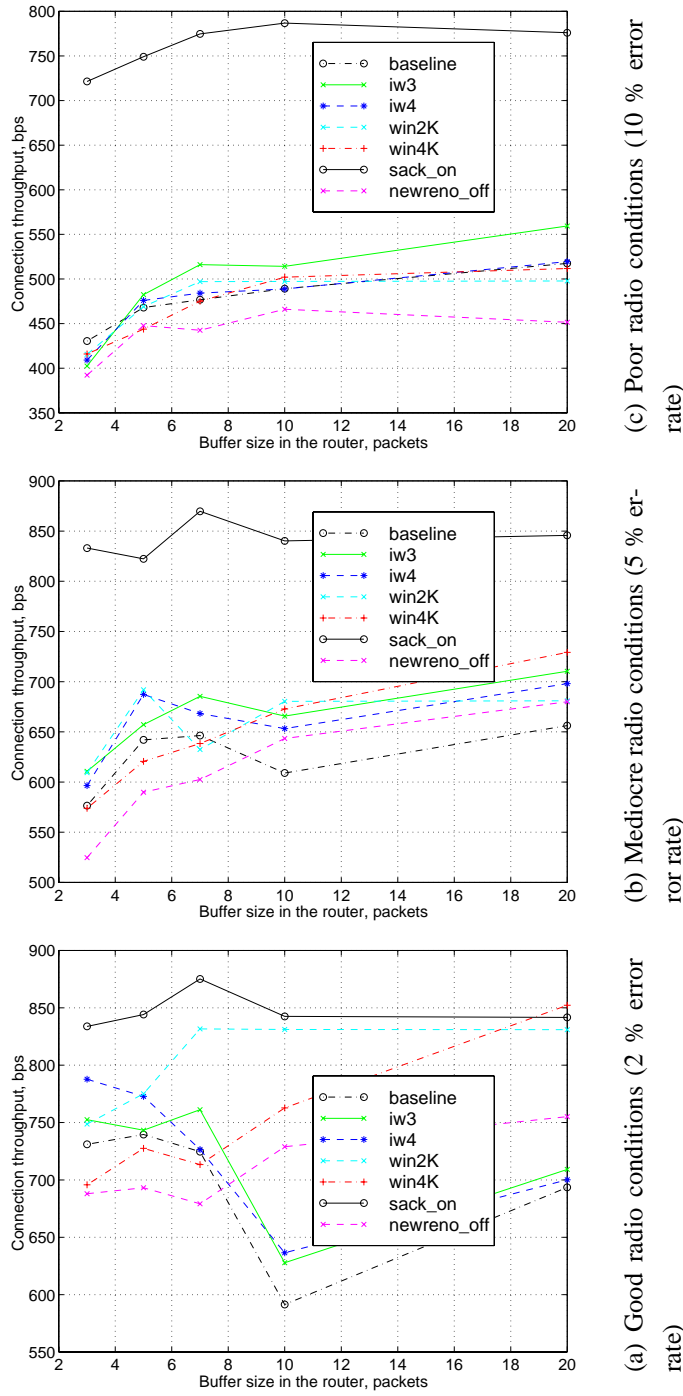 800
750
700
650
600
550
500
450
400
350
Connection throughput, bps
baseline
iw3
iw4
win2K
win4K
sack_on
newreno_off
2 4 6 8 10 12 14 16 18 20
Buffer size in the router, packets
(c) Poor radio conditions (10 % error
rate)
900
850
800
750
700
650
600
550
500
Connection throughput, bps
baseline
iw3
iw4
win2K
win4K
sack_on
newreno_off
2 4 6 8 10 12 14 16 18 20
Buffer size in the router, packets
(b) Mediocre radio conditions (5 % er-
ror rate)
900
850
800
750
700
650
600
550
Connection throughput, bps
baseline
iw3
iw4
win2K
win4K
sack_on
newreno_off
2 4 6 8 10 12 14 16 18 20
Buffer size in the router, packets
(a) Good radio conditions (2 % error
rate)